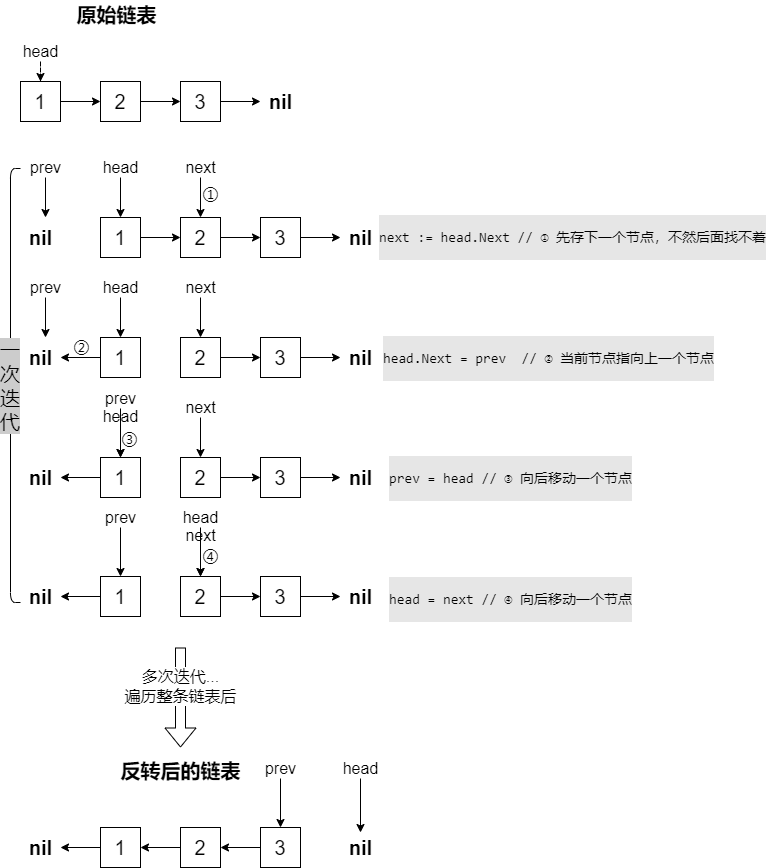 原始链表
head
1 2 3 nil
prev head next
①
nil 1 2 3 nil next := head.Next // ① 先存下一个节点，不然后面找不着
prev head next
②
nil 1 2 3 nil head.Next = prev // ② 当前节点指向上一个节点
一次迭代
prev
head next
③
nil 1 2 3 nil prev = head // ③ 向后移动一个节点
prev head
next
④
nil 1 2 3 nil head = next // ④ 向后移动一个节点
多次迭代...
遍历整条链表后
反转后的链表 prev head
nil 1 2 3 nil